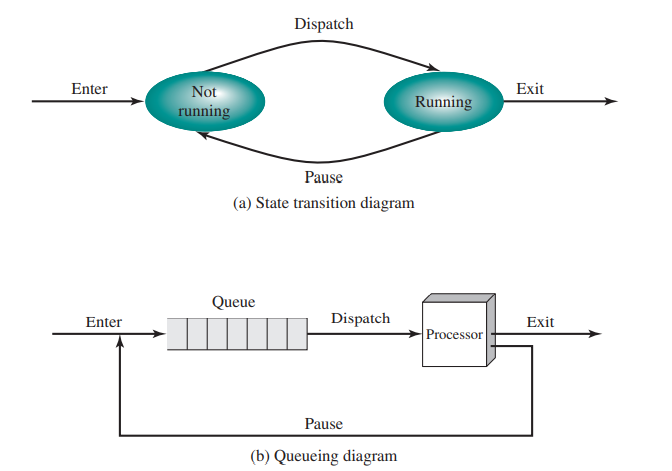 Dispatch
Enter
Not
running
Running
Exit
Pause
(a) State transition diagram
Queue
Enter
Dispatch
Processor
Exit
Pause
(b) Queueing diagram